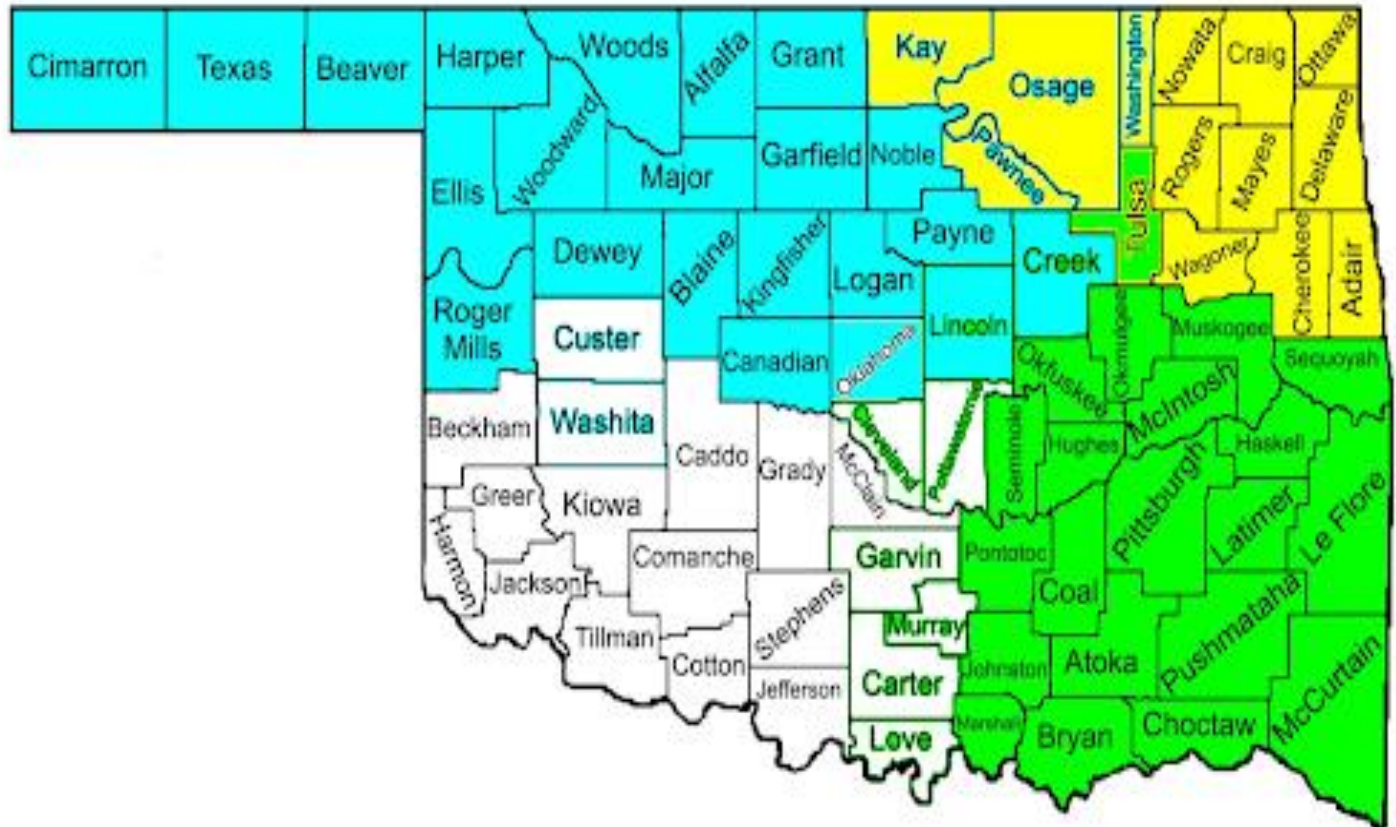 Cimarron
Texas
Beaver
Harper
Woods
Alfalfa
Grant
Kay
Osage
Washington
Nowata
Craig
Ottawa
Ellis
Woodward
Major
Garfield
Noble
Pawnee
Rogers
Mayes
Delaware
Dewey
Blaine
Kingfisher
Logan
Payne
Creek
Tulsa
Wagoner
Cherokee
Adair
Roger
Mills
Custer
Canadian
Oklahoma
Lincoln
Okfuskee
Okmulgee
Muskogee
Sequoyah
Beckham
Washita
Caddo
Grady
Cleveland
McClain
Pottawatomie
Seminole
Hughes
McIntosh
Haskell
Greer
Kiowa
Harmon
Jackson
Comanche
Garvin
Pontotoc
Coal
Pittsburgh
Latimer
Le Flore
Tillman
Cotton
Stephens
Murray
Johnston
Atoka
Pushmataha
McCurtain
Jefferson
Carter
Love
Marshall
Bryan
Choctaw